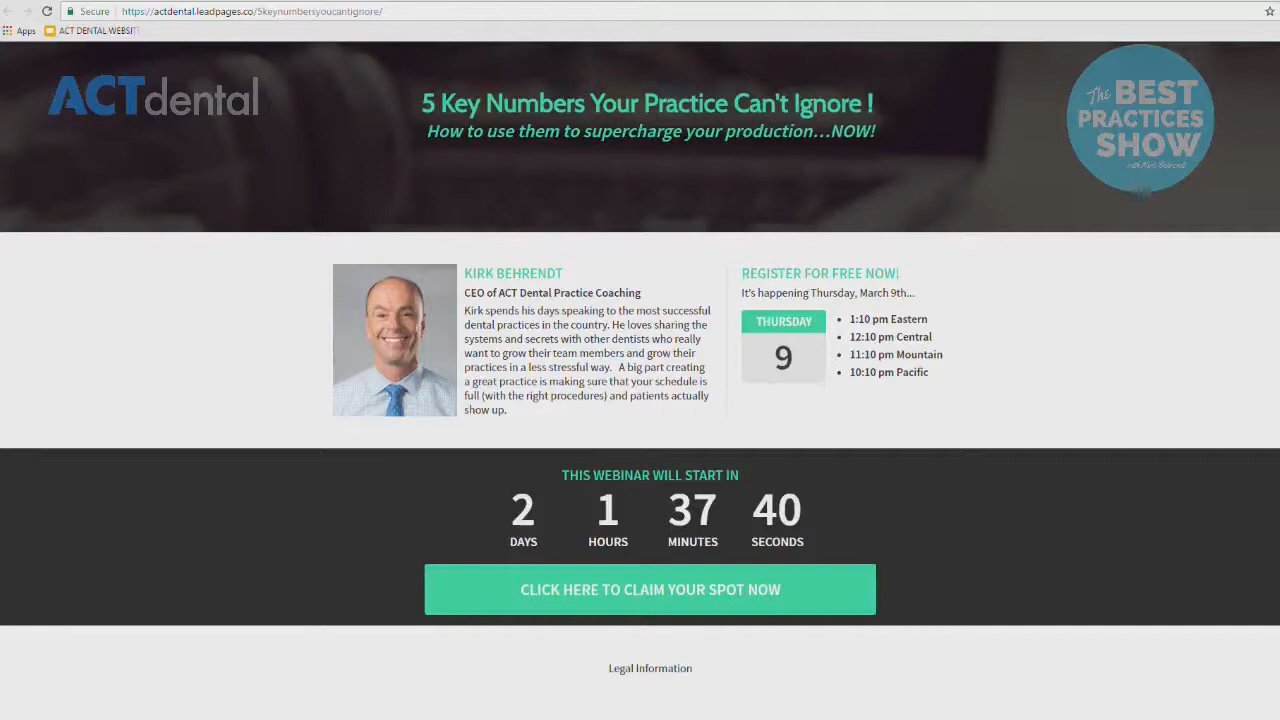 Secure https://actdental.leadpages.co/5keynumbersyoucantignore/
Apps ACT DENTAL WEBSIT
ACTdental
5 Key Numbers Your Practice Can't Ignore !
How to use them to supercharge your production...NOW!
The BEST
PRACTICES
SHOW
with Kirk Behrendt
KIRK BEHRENDT
CEO of ACT Dental Practice Coaching
Kirk spends his days speaking to the most successful
dental practices in the country. He loves sharing the
systems and secrets with other dentists who really
want to grow their team members and grow their
practices in a less stressful way. A big part creating
a great practice is making sure that your schedule is
full (with the right procedures) and patients actually
show up.
REGISTER FOR FREE NOW!
It's happening Thursday, March 9th...
THURSDAY
9
• 1:10 pm Eastern
• 12:10 pm Central
• 11:10 pm Mountain
• 10:10 pm Pacific
THIS WEBINAR WILL START IN
2 1 37 40
DAYS HOURS MINUTES SECONDS
CLICK HERE TO CLAIM YOUR SPOT NOW
Legal Information